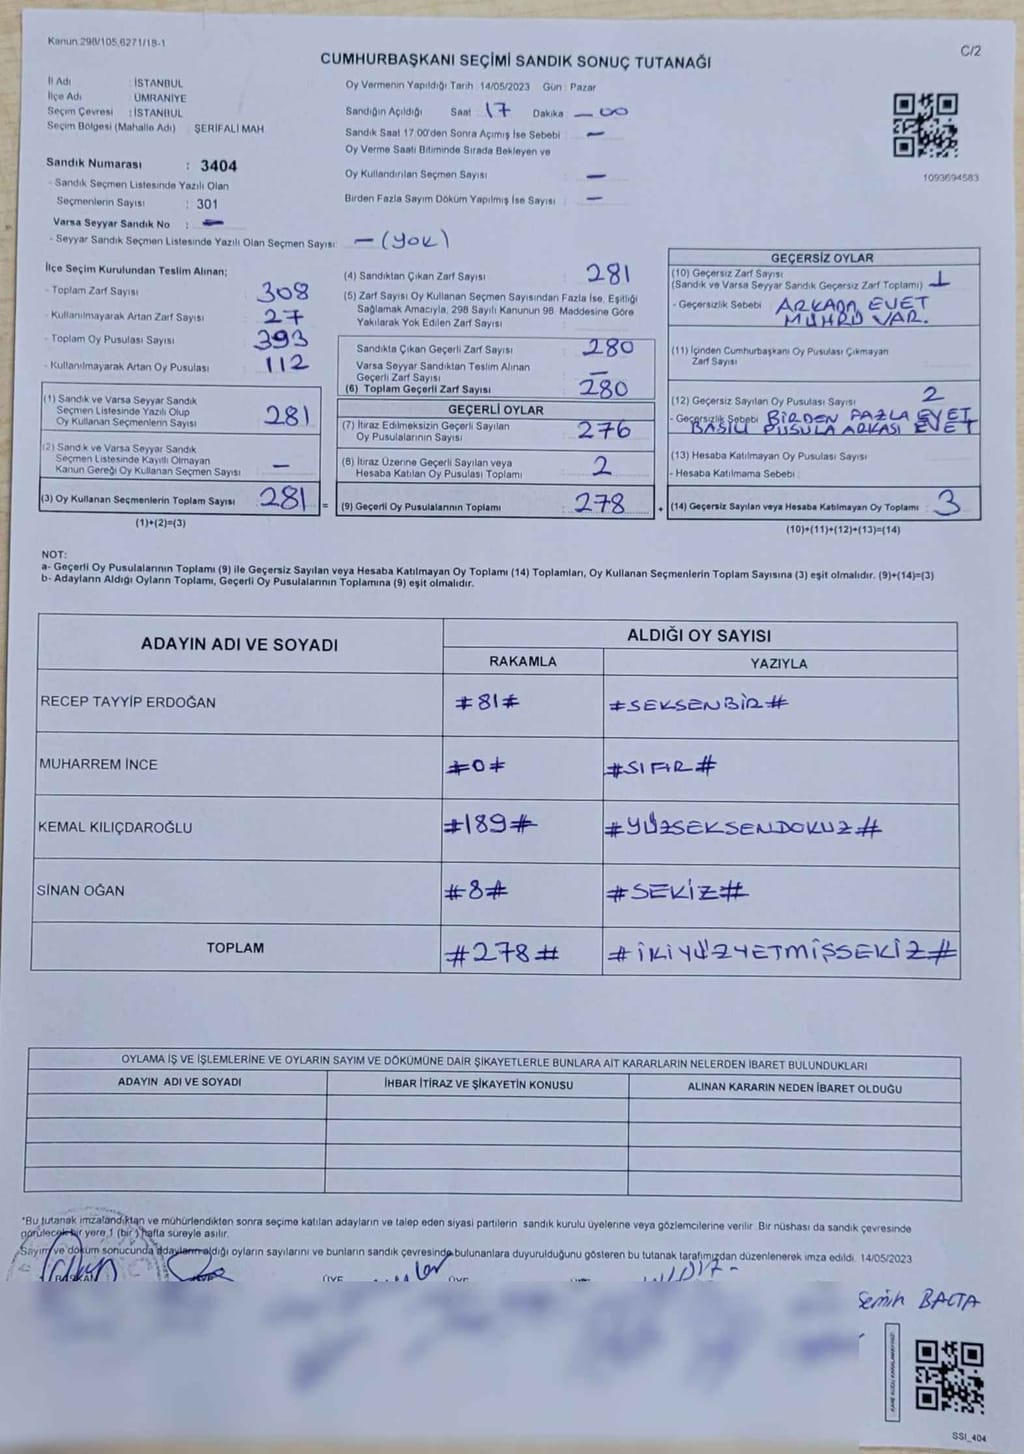 Kanun 298/105,6271/18-1
C/2
CUMHURBAŞKANI SEÇİMİ SANDIK SONUÇ TUTANAĞI
İl Adı : İSTANBUL
İlçe Adı : ÜMRANİYE
Seçim Çevresi : İSTANBUL
Seçim Bölgesi (Mahalle Adı) : ŞERİFALİ MAH
Sandık Numarası : 3404
- Sandık Seçmen Listesinde Yazılı Olan
Seçmenlerin Sayısı : 301
Varsa Seyyar Sandık No : —
- Seyyar Sandık Seçmen Listesinde Yazılı Olan Seçmen Sayısı: — (YOK)
Oy Vermenin Yapıldığı Tarih 14/05/2023 Gün : Pazar
Sandığın Açıldığı Saat 17 Dakika — 00
Sandık Saat 17:00'den Sonra Açımış İse Sebebi : —
Oy Verme Saati Bitiminde Sırada Bekleyen ve
Oy Kullandırılan Seçmen Sayısı : —
Birden Fazla Sayım Döküm Yapılmış İse Sayısı : —
1093694583
İlçe Seçim Kurulundan Teslim Alınan;
- Toplam Zarf Sayısı 308
- Kullanılmayarak Artan Zarf Sayısı 27
- Toplam Oy Pusulası Sayısı 393
- Kullanılmayarak Artan Oy Pusulası 112
(1) Sandık ve Varsa Seyyar Sandık
Seçmen Listesinde Yazılı Olup
Oy Kullanan Seçmenlerin Sayısı 281
(2) Sandık ve Varsa Seyyar Sandık
Seçmen Listesinde Kayıtlı Olmayan
Kanun Gereği Oy Kullanan Seçmen Sayısı —
(3) Oy Kullanan Seçmenlerin Toplam Sayısı 281 =
(1)+(2)=(3)
(4) Sandıktan Çıkan Zarf Sayısı 281
(5) Zarf Sayısı Oy Kullanan Seçmen Sayısından Fazla İse, Eşitliği
Sağlamak Amacıyla, 298 Sayılı Kanunun 98. Maddesine Göre
Yakılarak Yok Edilen Zarf Sayısı
Sandıkta Çıkan Geçerli Zarf Sayısı 280
Varsa Seyyar Sandıktan Teslim Alınan
Geçerli Zarf Sayısı —
(6) Toplam Geçerli Zarf Sayısı 280
GEÇERLİ OYLAR
(7) İtiraz Edilmeksizin Geçerli Sayılan
Oy Pusulalarının Sayısı 276
(8) İtiraz Üzerine Geçerli Sayılan veya
Hesaba Katılan Oy Pusulası Toplamı 2
(9) Geçerli Oy Pusulalarının Toplamı 278 +
GEÇERSİZ OYLAR
(10) Geçersiz Zarf Sayısı
(Sandık ve Varsa Seyyar Sandık Geçersiz Zarf Toplamı) 1
- Geçersizlik Sebebi ARKADA EVET
MÜHRÜ VAR.
(11) İçinden Cumhurbaşkanı Oy Pusulası Çıkmayan
Zarf Sayısı
(12) Geçersiz Sayılan Oy Pusulası Sayısı 2
- Geçersizlik Sebebi BİRDEN FAZLA EVET
BASILI PUSULA ARKASI EVET
(13) Hesaba Katılmayan Oy Pusulası Sayısı
- Hesaba Katılmama Sebebi
(14) Geçersiz Sayılan veya Hesaba Katılmayan Oy Toplamı : 3
(10)+(11)+(12)+(13)=(14)
NOT:
a- Geçerli Oy Pusulalarının Toplamı (9) ile Geçersiz Sayılan veya Hesaba Katılmayan Oy Toplamı (14) Toplamları, Oy Kullanan Seçmenlerin Toplam Sayısına (3) eşit olmalıdır. (9)+(14)=(3)
b- Adayların Aldığı Oyların Toplamı, Geçerli Oy Pusulalarının Toplamına (9) eşit olmalıdır.
ADAYIN ADI VE SOYADI
ALDIĞI OY SAYISI
RAKAMLA YAZIYLA
RECEP TAYYİP ERDOĞAN #81# #SEKSENBİR#
MUHARREM İNCE #0# #SIFIR#
KEMAL KILIÇDAROĞLU #189# #YÜZSEKSENDOKUZ#
SİNAN OĞAN #8# #SEKİZ#
TOPLAM #278# #İKİYÜZYETMİŞSEKİZ#
OYLAMA İŞ VE İŞLEMLERİNE VE OYLARIN SAYIM VE DÖKÜMÜNE DAİR ŞİKAYETLERLE BUNLARA AİT KARARLARIN NELERDEN İBARET BULUNDUKLARI
ADAYIN ADI VE SOYADI İHBAR İTİRAZ VE ŞİKAYETİN KONUSU ALINAN KARARIN NEDEN İBARET OLDUĞU
*Bu tutanak imzalandıktan ve mühürlendikten sonra seçime katılan adayların ve talep eden siyasi partilerin sandık kurulu üyelerine veya gözlemcilerine verilir. Bir nüshası da sandık çevresinde
görülecek bir yere 1 (bir ) hafta süreyle asılır.
Sayım ve döküm sonucunda adayların aldığı oyların sayılarını ve bunların sandık çevresinde bulunanlara duyurulduğunu gösteren bu tutanak tarafımızdan düzenlenerek imza edildi. 14/05/2023
BAŞKAN ÜYE ÜYE
Semih BALTA
SSI_404